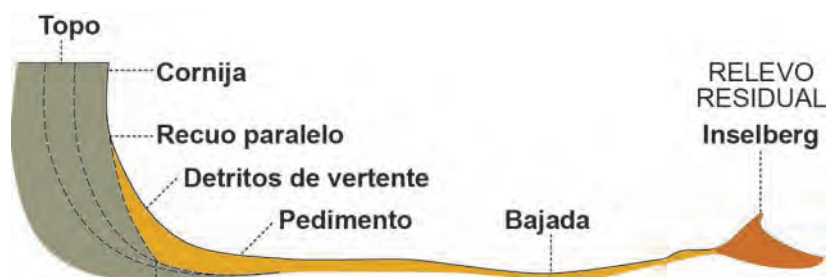 Topo
Cornija
RELEVO
RESIDUAL
Inselberg
Recuo paralelo
Detritos de vertente
Pedimento
Bajada